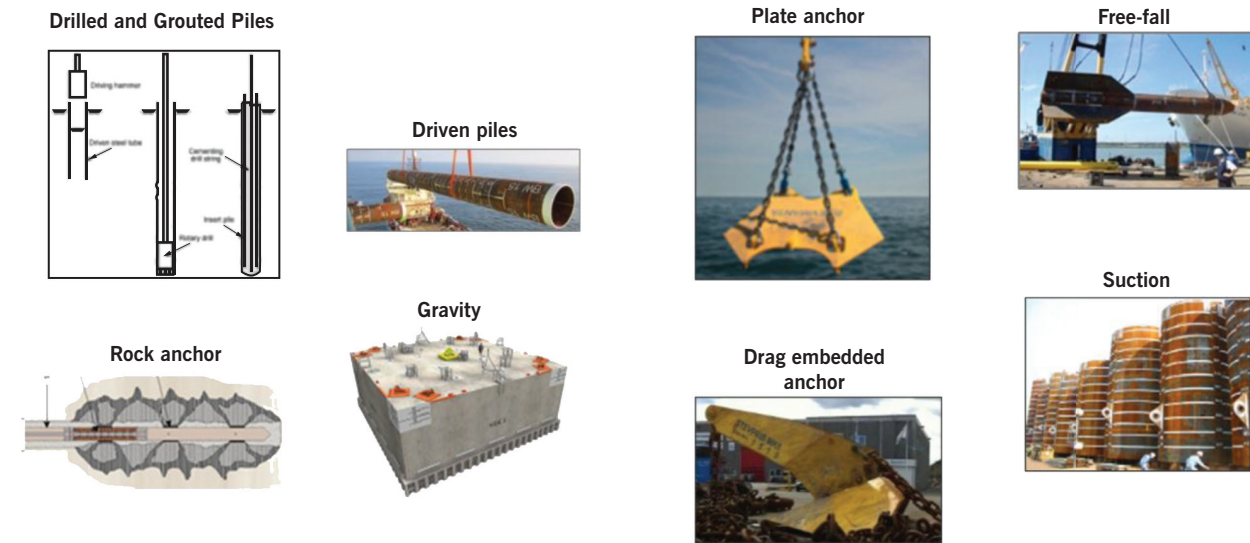 Drilled and Grouted Piles
Driving hammer
Driven steel tube
Cementing
drill string
Insert pile
Rotary drill
Driven piles
Plate anchor
Free-fall
Rock anchor
Gravity
Drag embedded
anchor
Suction